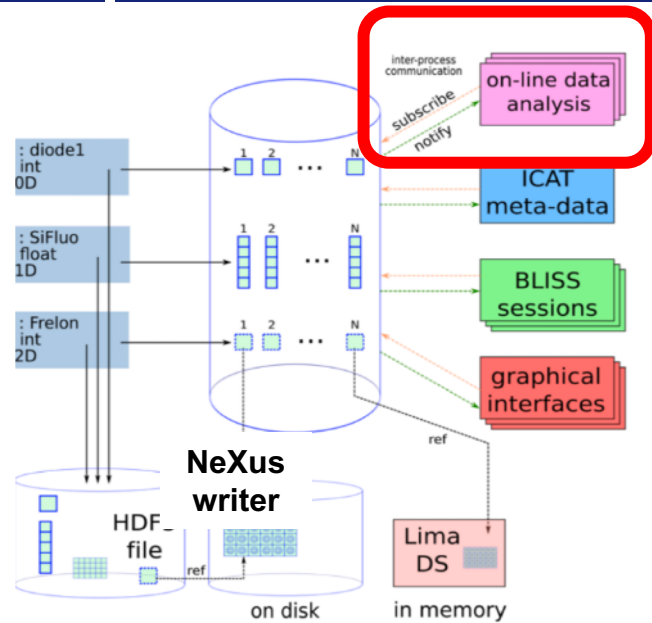 inter-process
communication
on-line data
analysis
subscribe
notify
: diode1
int
0D
1 2 ... N
ICAT
meta-data
: SiFluo
float
1D
1 2 N
...
BLISS
sessions
: Frelon
int
2D
1 2 N
...
graphical
interfaces
ref
NeXus
writer
HDF
file
ref
Lima
DS
on disk
in memory